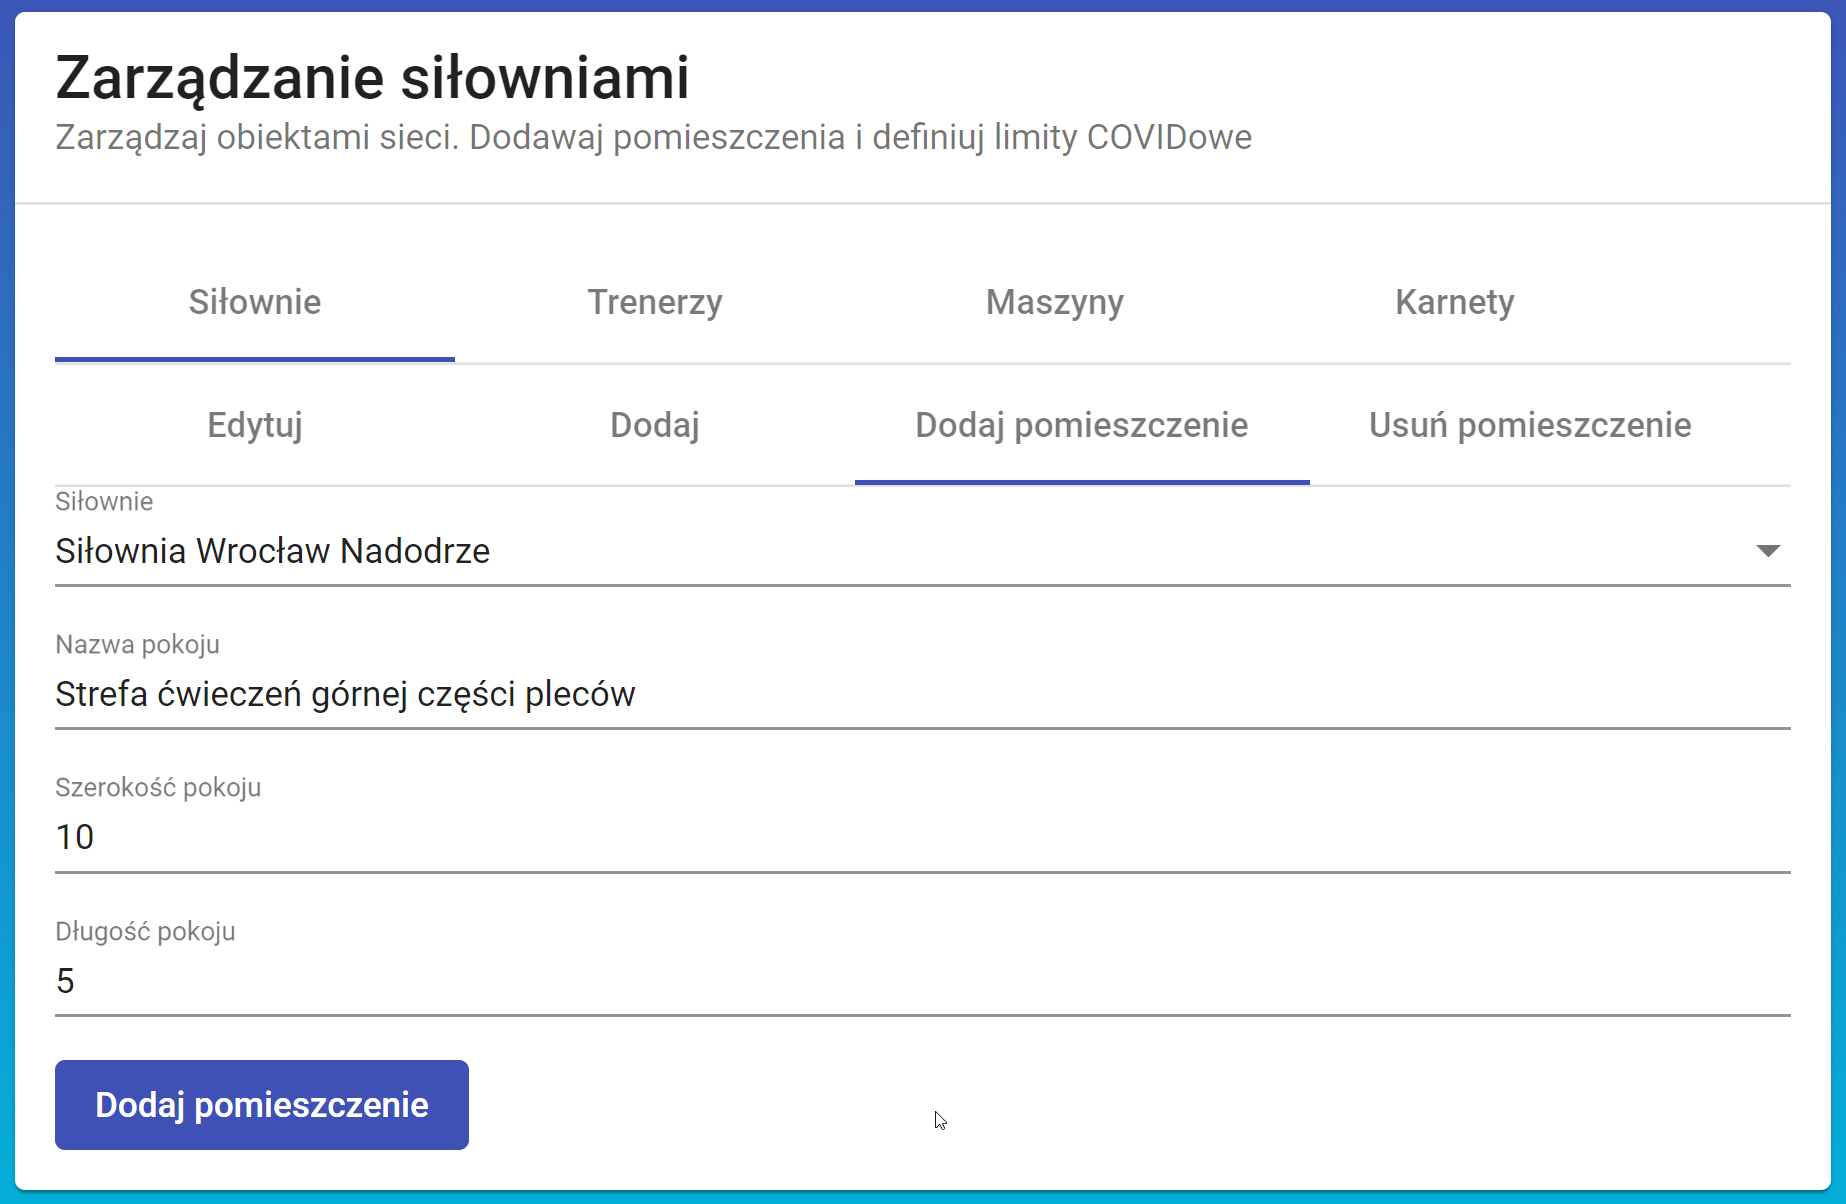 Zarządzanie siłowniami
Zarządzaj obiektami sieci. Dodawaj pomieszczenia i definiuj limity COVIDowe
Siłownie Trenerzy Maszyny Karnety
Edytuj Dodaj Dodaj pomieszczenie Usuń pomieszczenie
Siłownie
Siłownia Wrocław Nadodrze
Nazwa pokoju
Strefa ćwieczeń górnej części pleców
Szerokość pokoju
10
Długość pokoju
5
Dodaj pomieszczenie